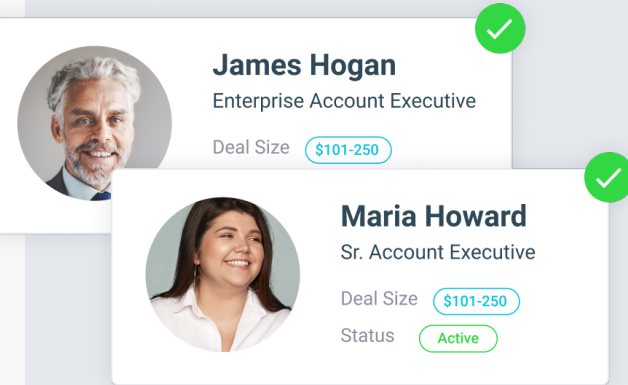 James Hogan
Enterprise Account Executive
Deal Size $101-250
Maria Howard
Sr. Account Executive
Deal Size $101-250
Status Active